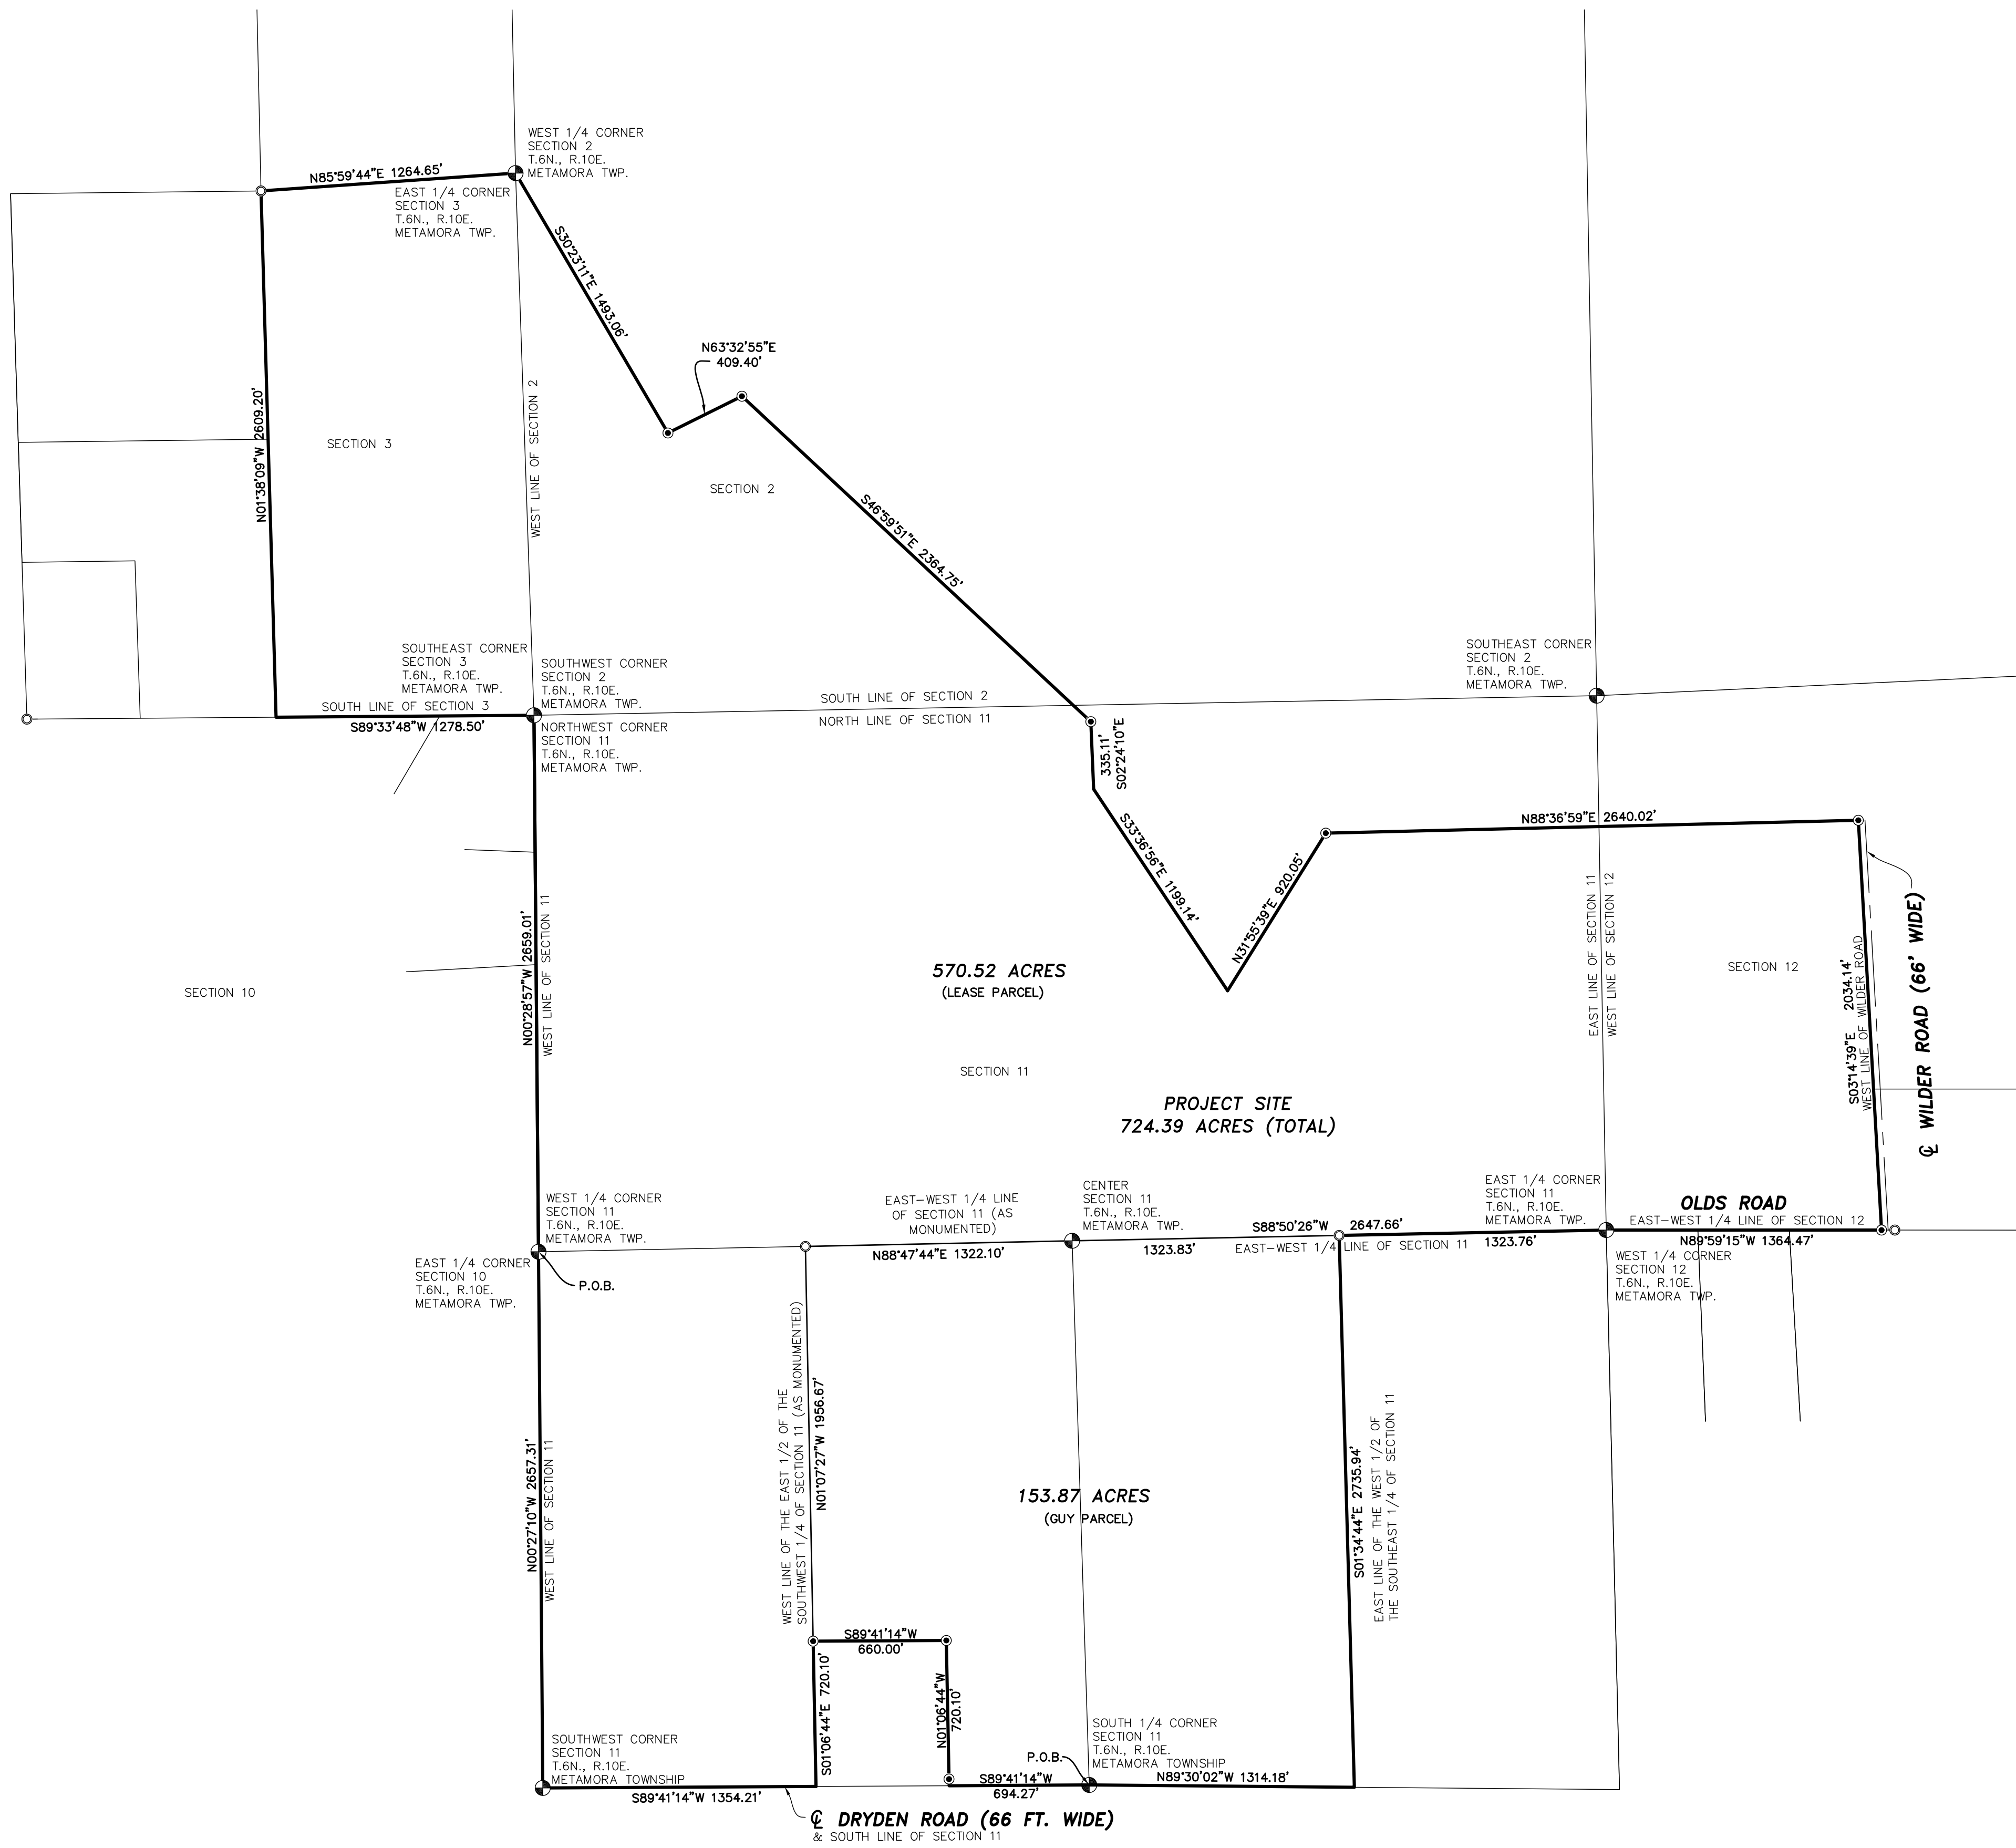 WEST 1/4 CORNER
SECTION 2
T.6N., R.10E.
METAMORA TWP.
N85°59'44"E 1264.65'
EAST 1/4 CORNER
SECTION 3
T.6N., R.10E.
METAMORA TWP.
S30°23'11"E 1493.06'
N63°32'55"E
409.40'
N01°38'09"W 2609.20'
SECTION 3
WEST LINE OF SECTION 2
SECTION 2
S46°59'51"E 2364.75'
SOUTHEAST CORNER
SECTION 3
T.6N., R.10E.
METAMORA TWP.
SOUTH LINE OF SECTION 3
S89°33'48"W 1278.50'
SOUTHWEST CORNER
SECTION 2
T.6N., R.10E.
METAMORA TWP.
NORTHWEST CORNER
SECTION 11
T.6N., R.10E.
METAMORA TWP.
SOUTH LINE OF SECTION 2
NORTH LINE OF SECTION 11
SOUTHEAST CORNER
SECTION 2
T.6N., R.10E.
METAMORA TWP.
335.11'
S02°24'10"E
S33°36'56"E 1199.14'
N31°55'39"E 920.05'
N88°36'59"E 2640.02'
N00°28'57"W 2659.01'
WEST LINE OF SECTION 11
EAST LINE OF SECTION 11
WEST LINE OF SECTION 12
SECTION 12
S03°14'39"E 2034.14'
WEST LINE OF WILDER ROAD
℄ WILDER ROAD (66' WIDE)
SECTION 10
570.52 ACRES
(LEASE PARCEL)
SECTION 11
PROJECT SITE
724.39 ACRES (TOTAL)
WEST 1/4 CORNER
SECTION 11
T.6N., R.10E.
METAMORA TWP.
EAST-WEST 1/4 LINE
OF SECTION 11 (AS
MONUMENTED)
N88°47'44"E 1322.10'
CENTER
SECTION 11
T.6N., R.10E.
METAMORA TWP.
1323.83'
S88°50'26"W 2647.66'
EAST-WEST 1/4 LINE OF SECTION 11
1323.76'
EAST 1/4 CORNER
SECTION 11
T.6N., R.10E.
METAMORA TWP.
OLDS ROAD
EAST-WEST 1/4 LINE OF SECTION 12
N89°59'15"W 1364.47'
WEST 1/4 CORNER
SECTION 12
T.6N., R.10E.
METAMORA TWP.
EAST 1/4 CORNER
SECTION 10
T.6N., R.10E.
METAMORA TWP.
P.O.B.
N00°27'10"W 2657.31'
WEST LINE OF SECTION 11
WEST LINE OF THE EAST 1/2 OF THE
SOUTHWEST 1/4 OF SECTION 11 (AS MONUMENTED)
N01°07'27"W 1956.67'
153.87 ACRES
(GUY PARCEL)
S01°34'44"E 2735.94'
EAST LINE OF THE WEST 1/2 OF
THE SOUTHEAST 1/4 OF SECTION 11
S89°41'14"W
660.00'
S01°06'44"E 720.10'
N01°06'44"W
720.10'
SOUTHWEST CORNER
SECTION 11
T.6N., R.10E.
METAMORA TOWNSHIP
S89°41'14"W 1354.21'
P.O.B.
SOUTH 1/4 CORNER
SECTION 11
T.6N., R.10E.
METAMORA TOWNSHIP
S89°41'14"W
694.27'
N89°30'02"W 1314.18'
℄ DRYDEN ROAD (66 FT. WIDE)
& SOUTH LINE OF SECTION 11